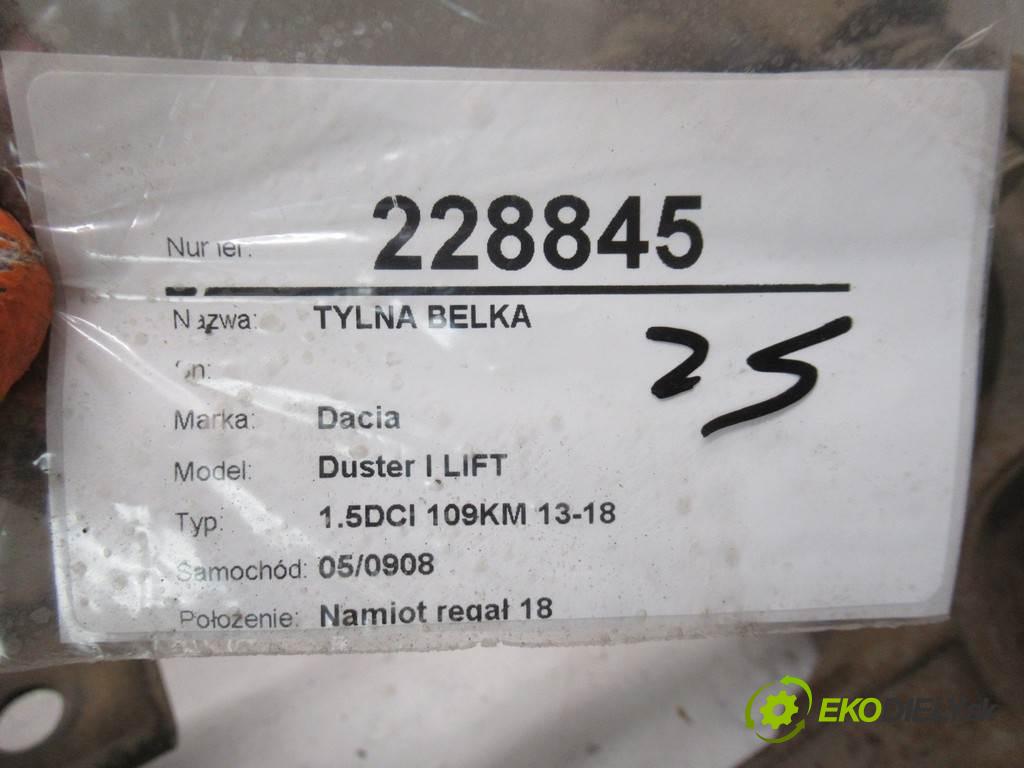 228845
Nazwa: TYLNA BELKA
25
Marka: Dacia
Model: Duster I LIFT
Typ: 1.5DCI 109KM 13-18
Samochód: 05/0908
Położenie: Namiot regał 18
EKODIELY.sk